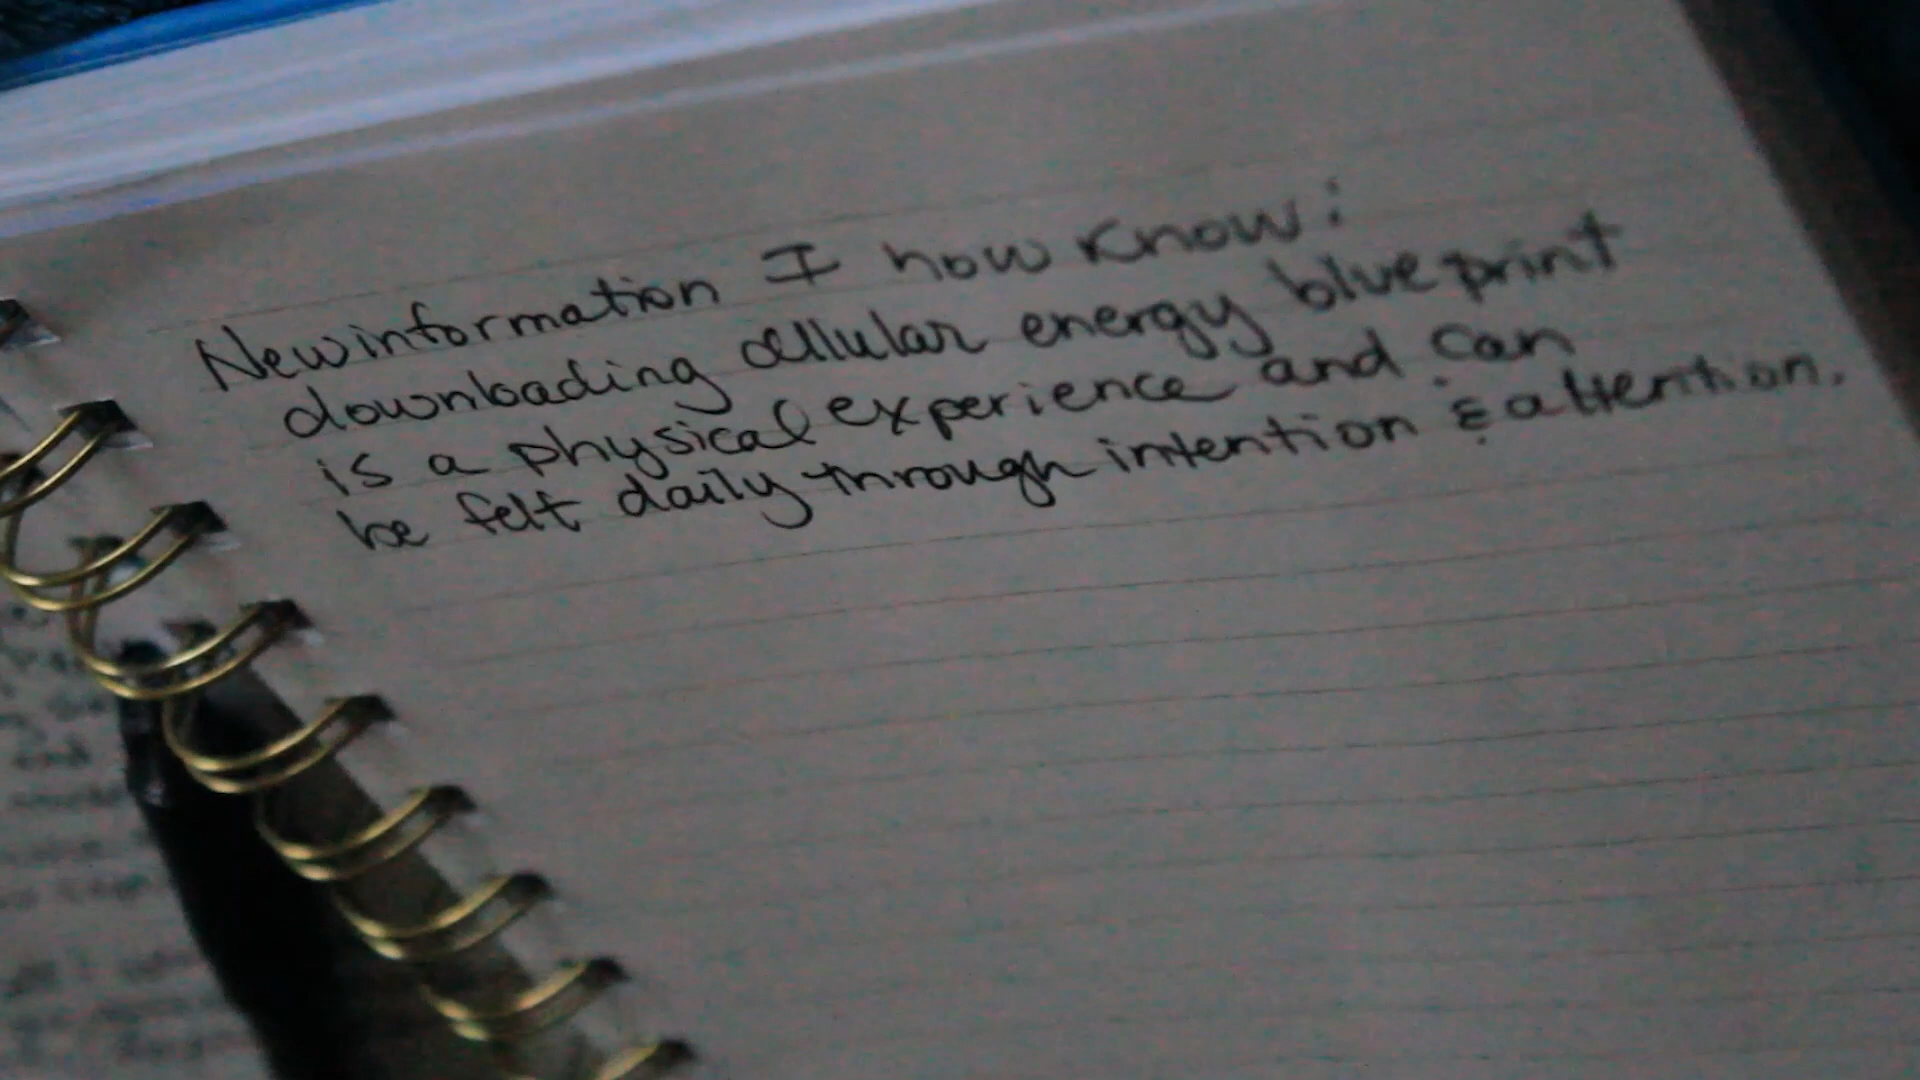 New information I now know:
downloading cellular energy blueprint
is a physical experience and can
be felt daily through intention & attention.